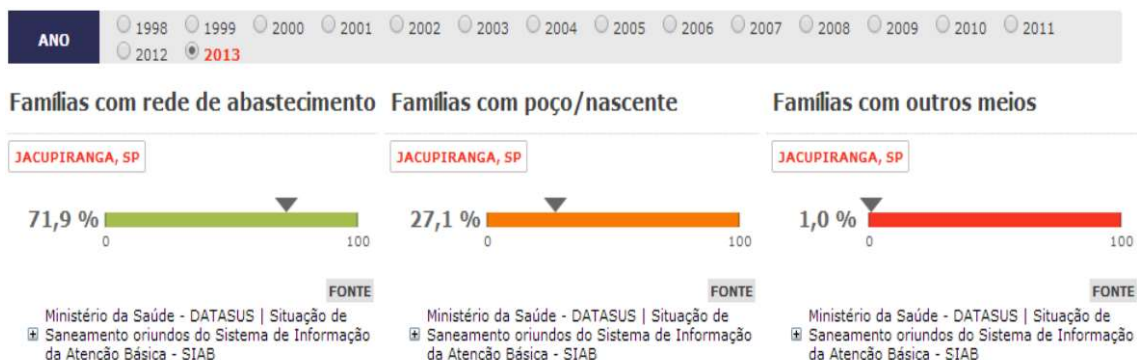 ANO
1998 1999 2000 2001 2002 2003 2004 2005 2006 2007 2008 2009 2010 2011
2012 2013
Famílias com rede de abastecimento
JACUPIRANGA, SP
71,9 %
0 100
FONTE
Ministério da Saúde - DATASUS | Situação de
Saneamento oriundos do Sistema de Informação
da Atenção Básica - SIAB
Famílias com poço/nascente
JACUPIRANGA, SP
27,1 %
0 100
FONTE
Ministério da Saúde - DATASUS | Situação de
Saneamento oriundos do Sistema de Informação
da Atenção Básica - SIAB
Famílias com outros meios
JACUPIRANGA, SP
1,0 %
0 100
FONTE
Ministério da Saúde - DATASUS | Situação de
Saneamento oriundos do Sistema de Informação
da Atenção Básica - SIAB